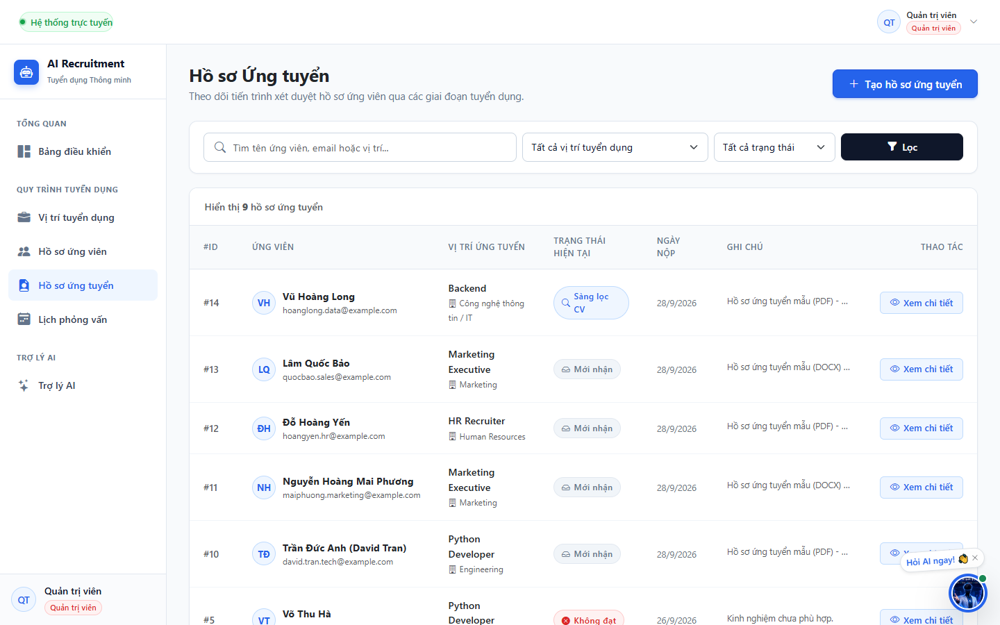 Hệ thống trực tuyến
QT
Quản trị viên
Quản trị viên
AI Recruitment
Tuyển dụng Thông minh
TỔNG QUAN
Bảng điều khiển
QUY TRÌNH TUYỂN DỤNG
Vị trí tuyển dụng
Hồ sơ ứng viên
Hồ sơ ứng tuyển
Lịch phỏng vấn
TRỢ LÝ AI
Trợ lý AI
QT
Quản trị viên
Quản trị viên
Hồ sơ Ứng tuyển
Theo dõi tiến trình xét duyệt hồ sơ ứng viên qua các giai đoạn tuyển dụng.
Tạo hồ sơ ứng tuyển
Tìm tên ứng viên, email hoặc vị trí...
Tất cả vị trí tuyển dụng
Tất cả trạng thái
Lọc
Hiển thị 9 hồ sơ ứng tuyển
#ID
ỨNG VIÊN
VỊ TRÍ ỨNG TUYỂN
TRẠNG THÁI
HIỆN TẠI
NGÀY
NỘP
GHI CHÚ
THAO TÁC
#14
VH
Vũ Hoàng Long
hoanglong.data@example.com
Backend
Công nghệ thông
tin / IT
Sàng lọc
CV
28/9/2026
Hồ sơ ứng tuyển mẫu (PDF) - ...
Xem chi tiết
#13
LQ
Lâm Quốc Bảo
quocbao.sales@example.com
Marketing
Executive
Marketing
Mới nhận
28/9/2026
Hồ sơ ứng tuyển mẫu (DOCX) ...
Xem chi tiết
#12
ĐH
Đỗ Hoàng Yến
hoangyen.hr@example.com
HR Recruiter
Human Resources
Mới nhận
28/9/2026
Hồ sơ ứng tuyển mẫu (PDF) - ...
Xem chi tiết
#11
NH
Nguyễn Hoàng Mai Phương
maiphuong.marketing@example.com
Marketing
Executive
Marketing
Mới nhận
28/9/2026
Hồ sơ ứng tuyển mẫu (DOCX) ...
Xem chi tiết
#10
TĐ
Trần Đức Anh (David Tran)
david.tran.tech@example.com
Python
Developer
Engineering
Mới nhận
28/9/2026
Hồ sơ ứng tuyển mẫu (PDF) - ...
Hỏi AI ngay!
#5
VT
Võ Thu Hà
Python
Developer
Không đạt
26/9/2026
Kinh nghiệm chưa phù hợp.
Xem chi tiết